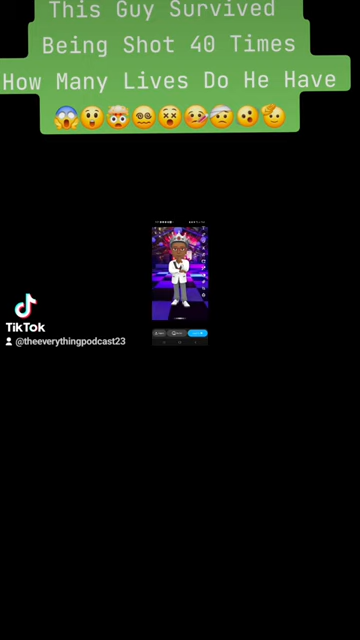 This Guy Survived
Being Shot 40 Times
How Many Lives Do He Have
😱😲🤯😵‍💫😵🤒🤕😮🫡
TikTok
@theeverythingpodcast23